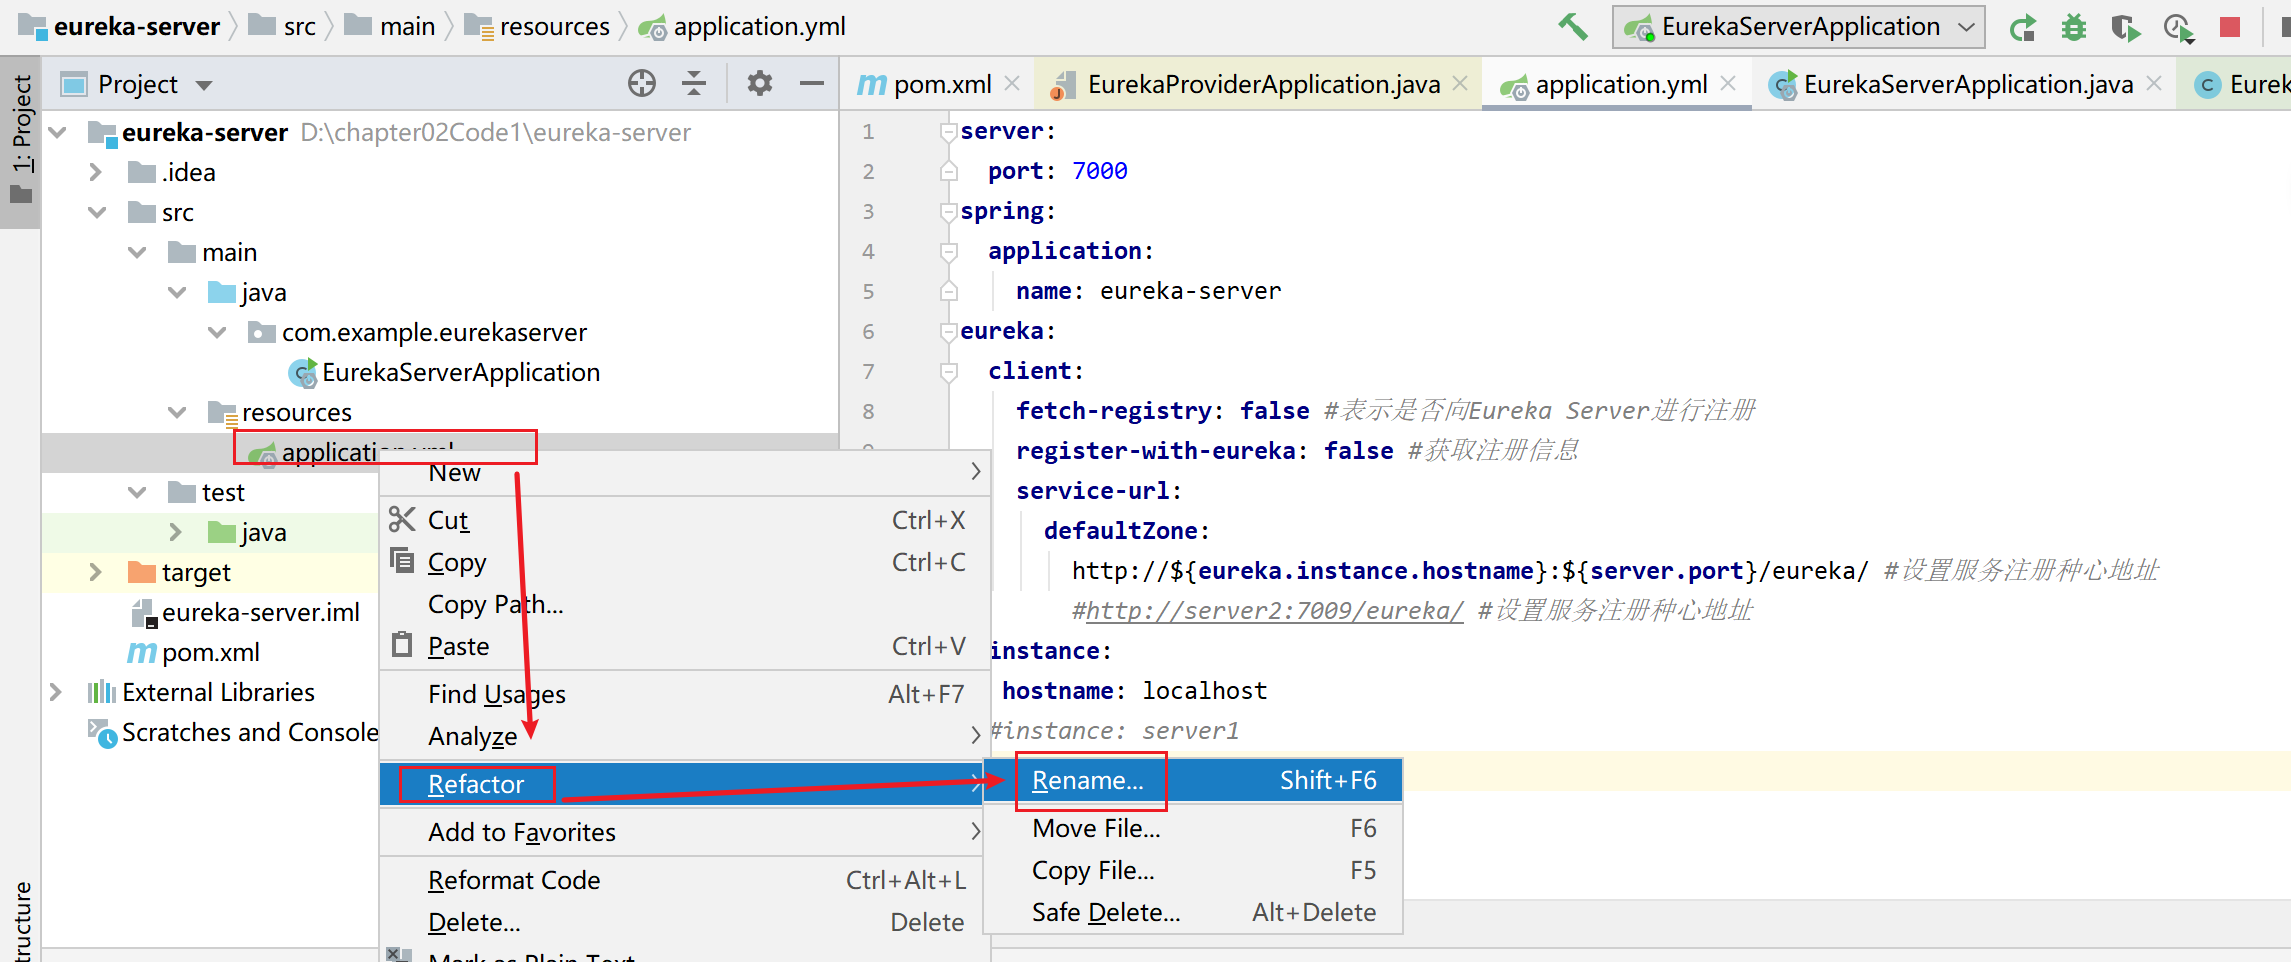 eureka-server src main resources application.yml EurekaServerApplication
Project
pom.xml EurekaProviderApplication.java application.yml EurekaServerApplication.java Eurek
1: Project
eureka-server D:\chapter02Code1\eureka-server
.idea
src
main
java
com.example.eurekaserver
EurekaServerApplication
resources
application.yml
test
java
target
eureka-server.iml
pom.xml
External Libraries
Scratches and Console
tructure
1 server:
2 port: 7000
3 spring:
4 application:
5 name: eureka-server
6 eureka:
7 client:
8 fetch-registry: false #表示是否向Eureka Server进行注册
register-with-eureka: false #获取注册信息
service-url:
defaultZone:
http://${eureka.instance.hostname}:${server.port}/eureka/ #设置服务注册种心地址
#http://server2:7009/eureka/ #设置服务注册种心地址
instance:
hostname: localhost
#instance: server1
New
Cut Ctrl+X
Copy Ctrl+C
Copy Path...
Paste Ctrl+V
Find Usages Alt+F7
Analyze
Refactor
Add to Favorites
Reformat Code Ctrl+Alt+L
Delete... Delete
Mark as Plain Text
Rename... Shift+F6
Move File... F6
Copy File... F5
Safe Delete... Alt+Delete